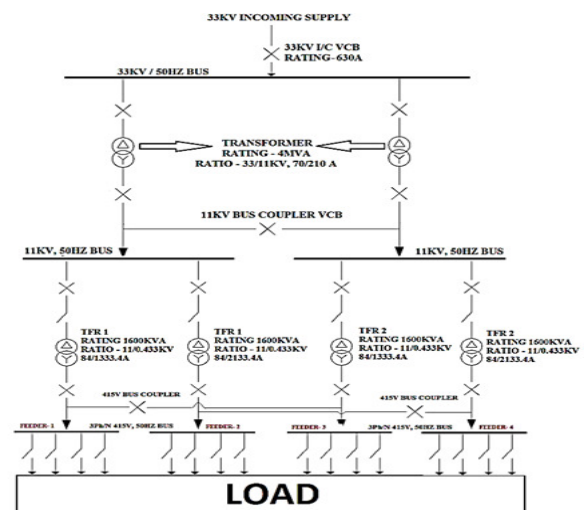 33KV INCOMING SUPPLY
33KV I/C VCB
RATING-630A
33KV / 50HZ BUS
TRANSFORMER
RATING - 4MVA
RATIO - 33/11KV, 70/210 A
11KV BUS COUPLER VCB
11KV, 50HZ BUS
11KV, 50HZ BUS
TFR 1
RATING 1600KVA
RATIO - 11/0.433KV
84/1333.4A
TFR 1
RATING 1600KVA
RATIO - 11/0.433KV
84/2133.4A
TFR 2
RATING 1600KVA
RATIO - 11/0.433KV
84/1333.4A
TFR 2
RATING 1600KVA
RATIO - 11/0.433KV
84/2133.4A
415V BUS COUPLER
415V BUS COUPLER
FEEDER-1
3Ph/N 415V, 50HZ BUS
FEEDER-2
FEEDER-3
3Ph/N 415V, 50HZ BUS
FEEDER-4
LOAD